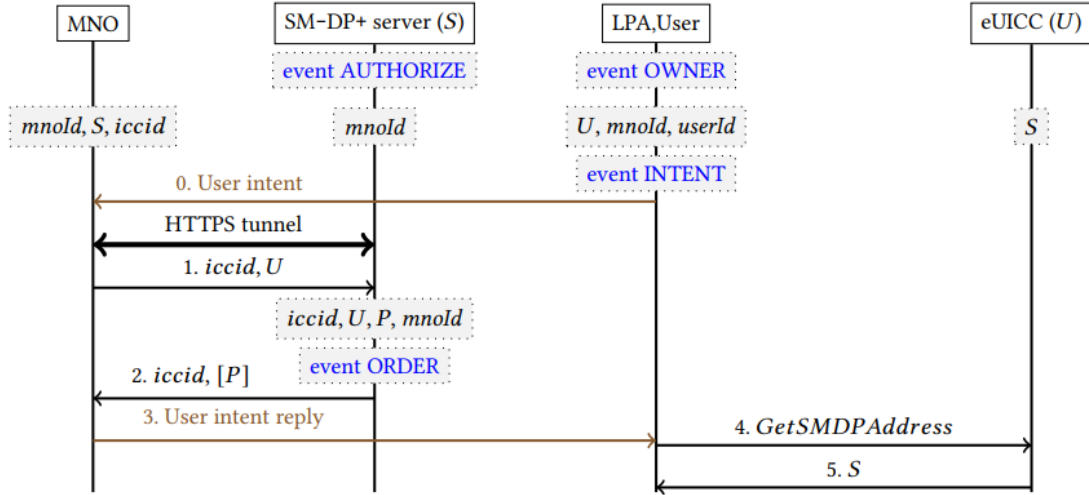 MNO
SM-DP+ server (S)
LPA,User
eUICC (U)
event AUTHORIZE
event OWNER
mnoId, S, iccid
mnoId
U, mnoId, userId
S
event INTENT
0. User intent
HTTPS tunnel
1. iccid, U
iccid, U, P, mnoId
event ORDER
2. iccid, [P]
3. User intent reply
4. GetSMDPAddress
5. S